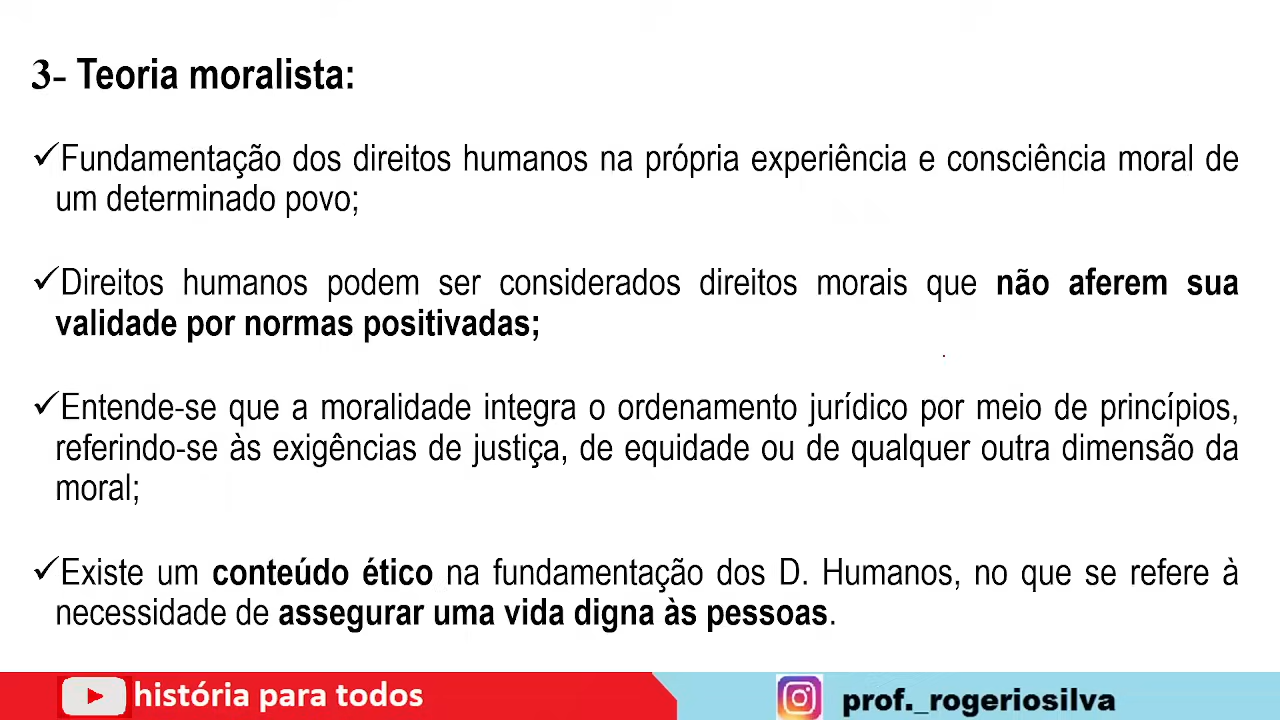 3- Teoria moralista:
✓Fundamentação dos direitos humanos na própria experiência e consciência moral de
um determinado povo;
✓Direitos humanos podem ser considerados direitos morais que não aferem sua
validade por normas positivadas;
✓Entende-se que a moralidade integra o ordenamento jurídico por meio de princípios,
referindo-se às exigências de justiça, de equidade ou de qualquer outra dimensão da
moral;
✓Existe um conteúdo ético na fundamentação dos D. Humanos, no que se refere à
necessidade de assegurar uma vida digna às pessoas.
história para todos
prof._rogeriosilva